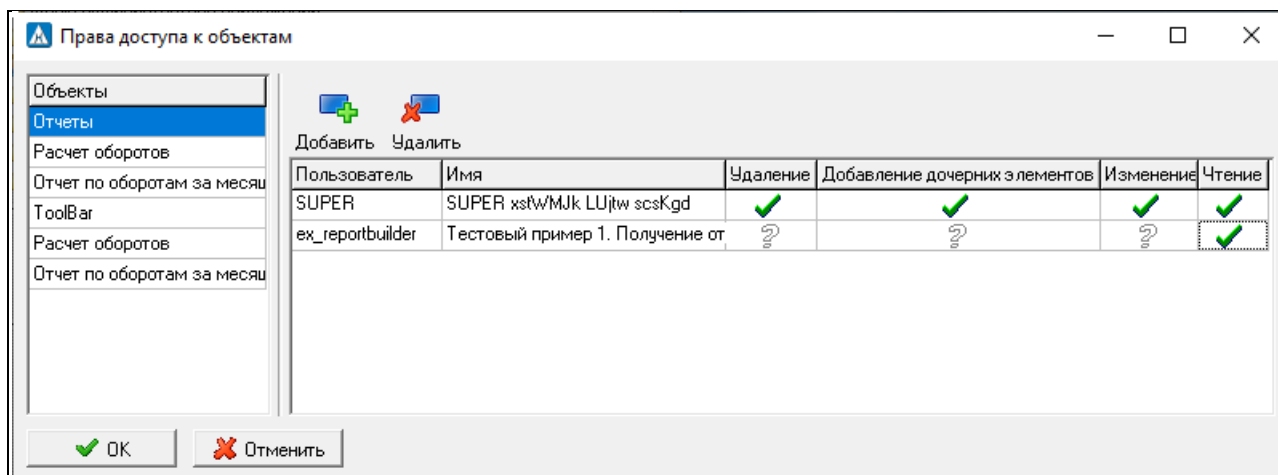 Права доступа к объектам
Объекты
Отчеты
Расчет оборотов
Отчет по оборотам за месяц
ToolBar
Расчет оборотов
Отчет по оборотам за месяц
Добавить Удалить
Пользователь Имя Удаление Добавление дочерних элементов Изменение Чтение
SUPER SUPER xsfWMJk LUjtw scsKgd
ex_reportbuilder Тестовый пример 1. Получение от
OK Отменить